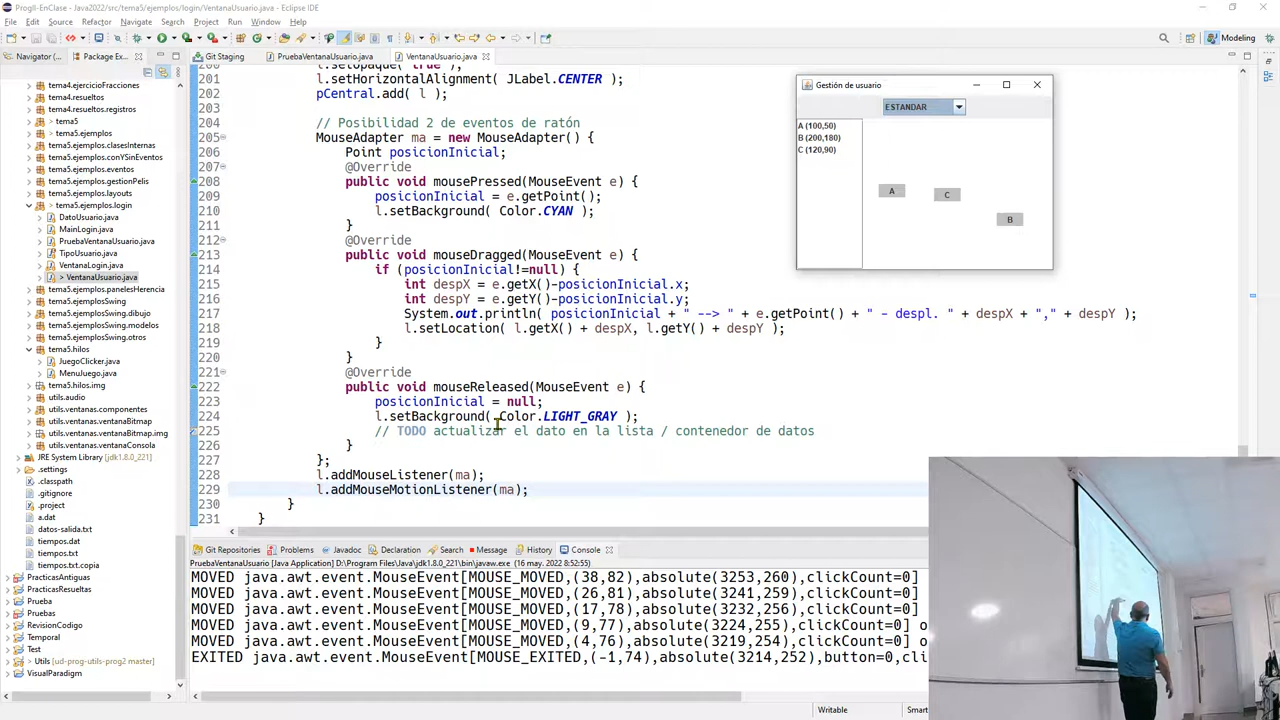 ProgII-EnClase - Java2022/src/tema5/ejemplos/login/VentanaUsuario.java - Eclipse IDE
File Edit Source Refactor Navigate Search Project Run Window Help
Modeling
Navigator ( Package Ex...
Git Staging PruebaVentanaUsuario.java VentanaUsuario.java
tema4.ejercicioFracciones
tema4.resueltos
tema4.resueltos.registros
> tema5
> tema5.ejemplos
tema5.ejemplos.clasesInternas
tema5.ejemplos.conYSinEventos
tema5.ejemplos.eventos
tema5.ejemplos.gestionPelis
tema5.ejemplos.layouts
> tema5.ejemplos.login
DatoUsuario.java
MainLogin.java
PruebaVentanaUsuario.java
TipoUsuario.java
VentanaLogin.java
> VentanaUsuario.java
tema5.ejemplos.panelesHerencia
tema5.ejemplosSwing
tema5.ejemplosSwing.dibujo
tema5.ejemplosSwing.modelos
tema5.ejemplosSwing.otros
tema5.hilos
JuegoClicker.java
MenuJuego.java
tema5.hilos.img
utils.audio
utils.ventanas.componentes
utils.ventanas.ventanaBitmap
utils.ventanas.ventanaBitmap.img
utils.ventanas.ventanaConsola
JRE System Library [jdk1.8.0_221]
.settings
.classpath
.gitignore
.project
a.dat
datos-salida.txt
tiempos.dat
tiempos.txt
tiempos.txt.copia
PracticasAntiguas
PracticasResueltas
Prueba
Pruebas
RevisionCodigo
Temporal
Test
> Utils [ud-prog-utils-prog2 master]
VentanaJuego
VisualParadigm
200 l.setOpaque( true );
201 l.setHorizontalAlignment( JLabel.CENTER );
202 pCentral.add( l );
203
204 // Posibilidad 2 de eventos de ratón
205 MouseAdapter ma = new MouseAdapter() {
206 Point posicionInicial;
207 @Override
208 public void mousePressed(MouseEvent e) {
209 posicionInicial = e.getPoint();
210 l.setBackground( Color.CYAN );
211 }
212 @Override
213 public void mouseDragged(MouseEvent e) {
214 if (posicionInicial!=null) {
215 int despX = e.getX()-posicionInicial.x;
216 int despY = e.getY()-posicionInicial.y;
217 System.out.println( posicionInicial + " --> " + e.getPoint() + " - despl. " + despX + "," + despY );
218 l.setLocation( l.getX() + despX, l.getY() + despY );
219 }
220 }
221 @Override
222 public void mouseReleased(MouseEvent e) {
223 posicionInicial = null;
224 l.setBackground( Color.LIGHT_GRAY );
225 // TODO actualizar el dato en la lista / contenedor de datos
226 }
227 };
228 l.addMouseListener(ma);
229 l.addMouseMotionListener(ma);
230 }
231 }
Gestión de usuario
ESTANDAR
A (100,50)
B (200,180)
C (120,90)
A
C
B
Git Repositories Problems Javadoc Declaration Search Message History Console
PruebaVentanaUsuario [Java Application] D:\Program Files\Java\jdk1.8.0_221\bin\javaw.exe (16 may. 2022 8:52:55)
MOVED java.awt.event.MouseEvent[MOUSE_MOVED,(38,82),absolute(3253,260),clickCount=0]
MOVED java.awt.event.MouseEvent[MOUSE_MOVED,(26,81),absolute(3241,259),clickCount=0]
MOVED java.awt.event.MouseEvent[MOUSE_MOVED,(17,78),absolute(3232,256),clickCount=0]
MOVED java.awt.event.MouseEvent[MOUSE_MOVED,(9,77),absolute(3224,255),clickCount=0] o
MOVED java.awt.event.MouseEvent[MOUSE_MOVED,(4,76),absolute(3219,254),clickCount=0] o
EXITED java.awt.event.MouseEvent[MOUSE_EXITED,(-1,74),absolute(3214,252),button=0,cli
Writable Smart